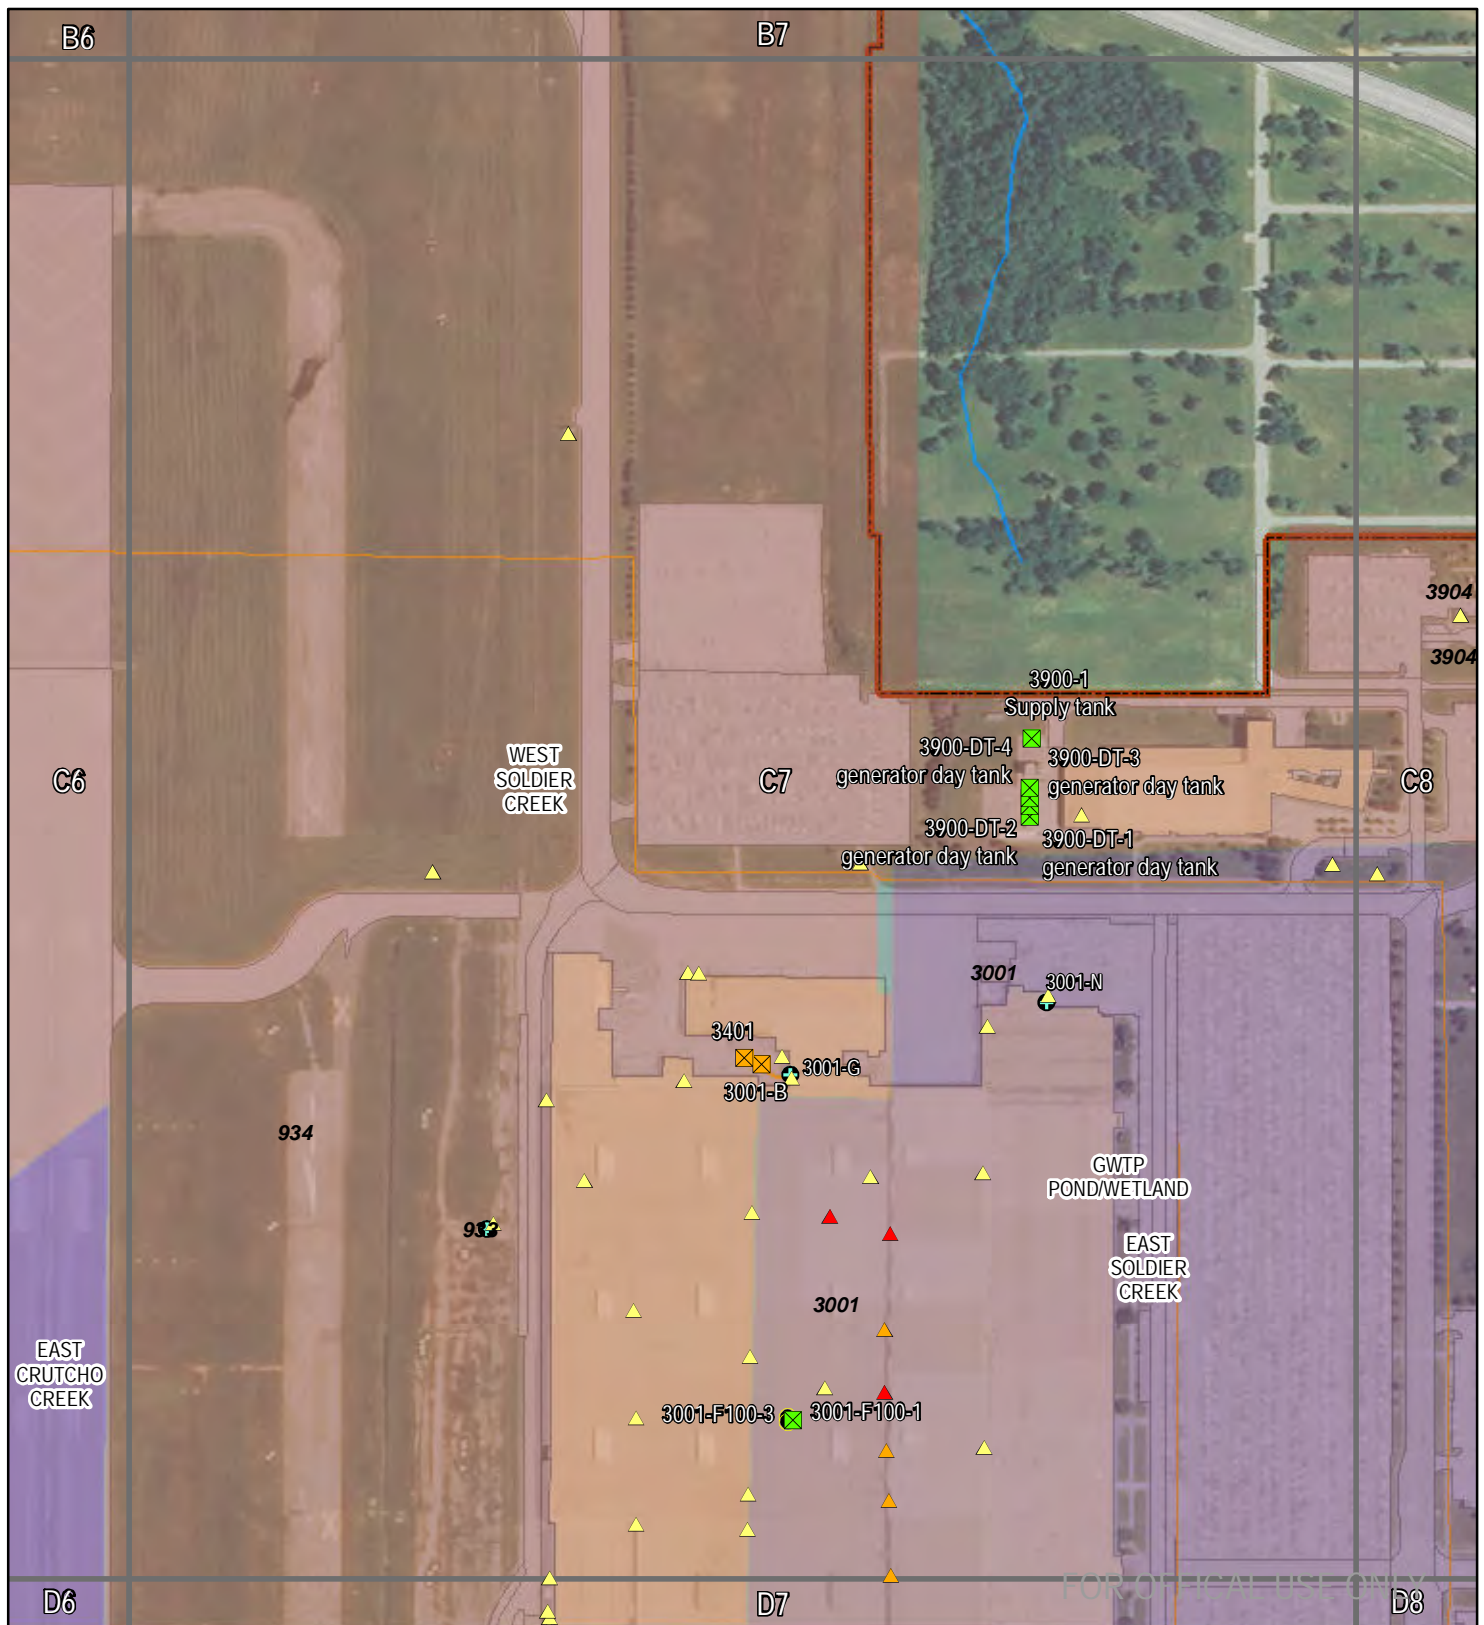 B6
B7
3904
3904
3900-1
Supply tank
3900-DT-4
generator day tank
3900-DT-3
generator day tank
WEST
SOLDIER
CREEK
C6
C7
C8
3900-DT-2
generator day tank
3900-DT-1
generator day tank
3001
3001-N
3401
3001-G
3001-B
934
GWTP
POND/WETLAND
EAST
SOLDIER
CREEK
3001
EAST
CRUTCHO
CREEK
3001-F100-3
3001-F100-1
FOR OFFICAL USE ONLY
D6
D7
D8